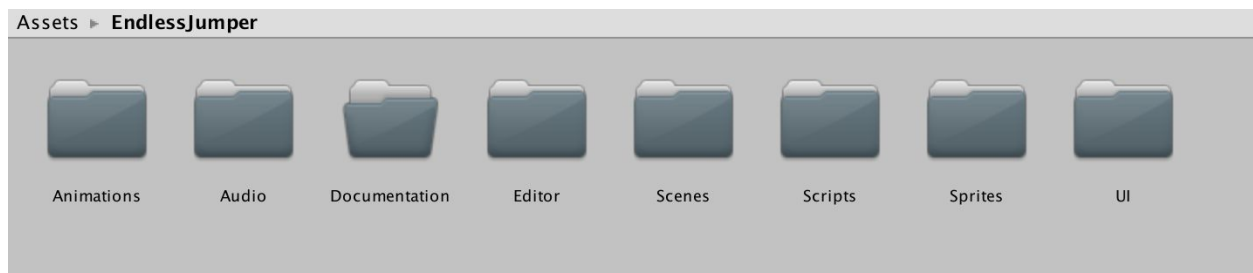 Assets ▶ EndlessJumper
Animations Audio Documentation Editor Scenes Scripts Sprites UI